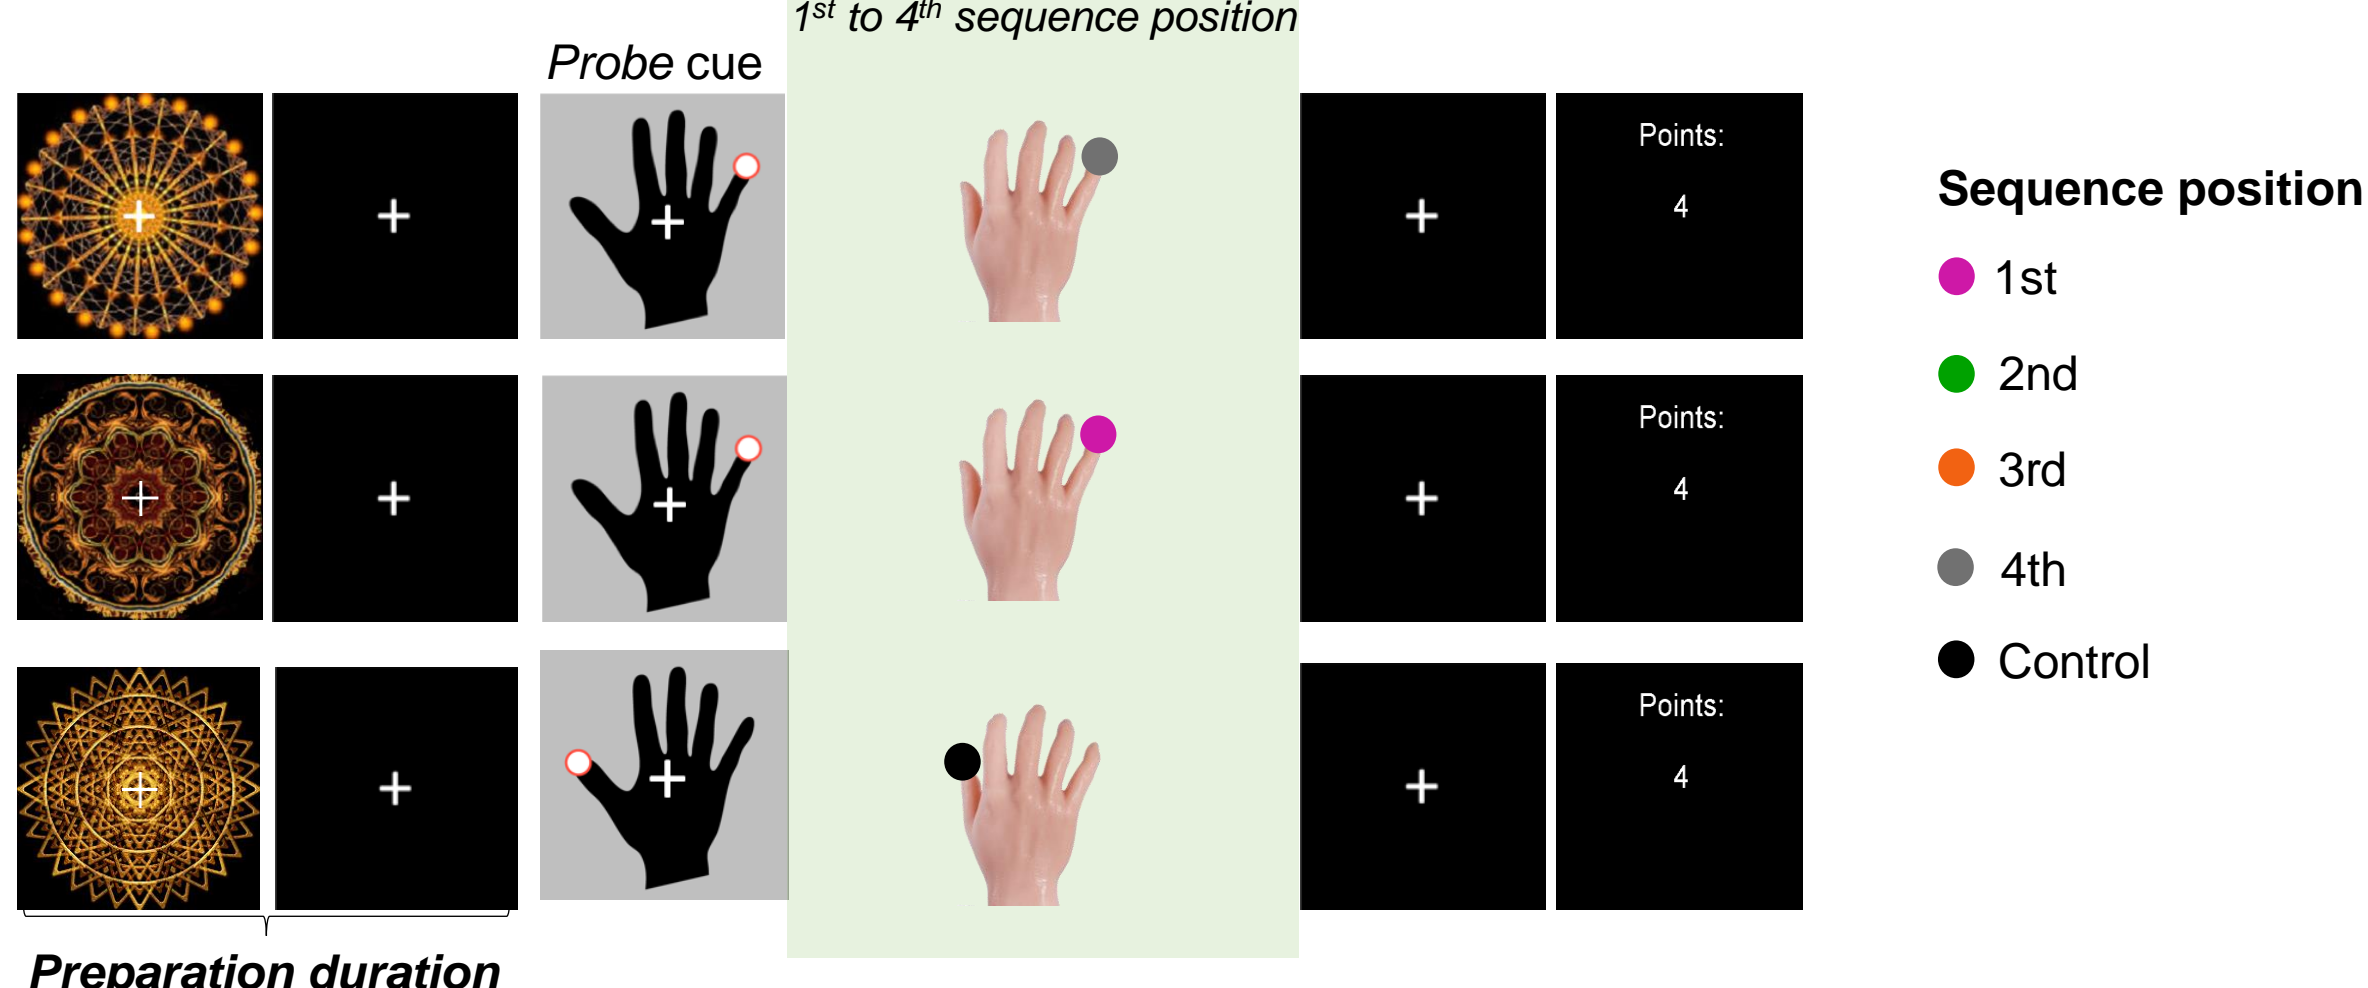 1st to 4th sequence position
Probe cue
Points:
4
Points:
4
Points:
4
Preparation duration
Sequence position
1st
2nd
3rd
4th
Control